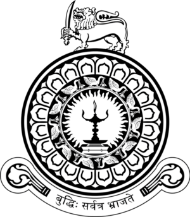 बुद्धिः सर्वत्र भ्राजते